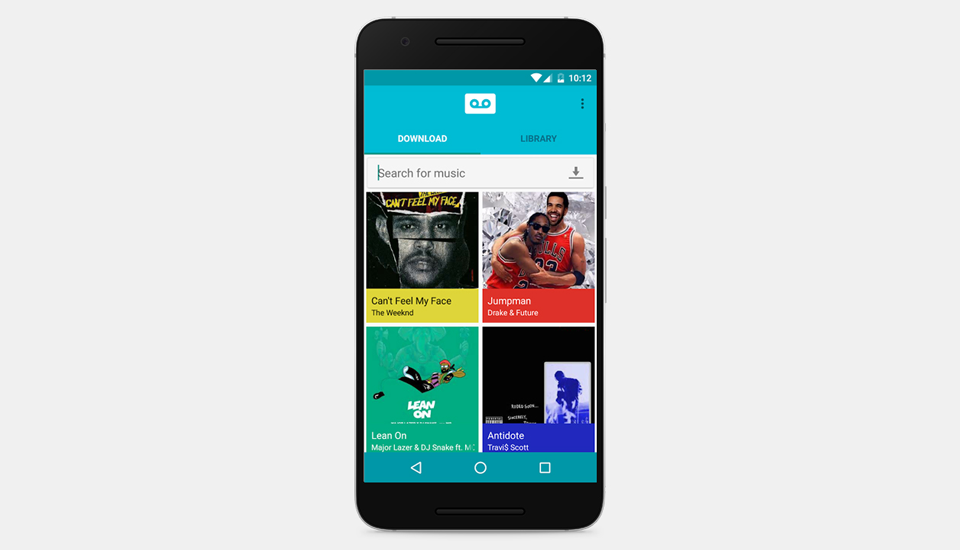 10:12
DOWNLOAD
LIBRARY
Search for music
CAN'T FEEL MY FACE
Can't Feel My Face
The Weeknd
Jumpman
Drake & Future
LEAN
ON
Lean On
Major Lazer & DJ Snake ft.
Antidote
Travi$ Scott